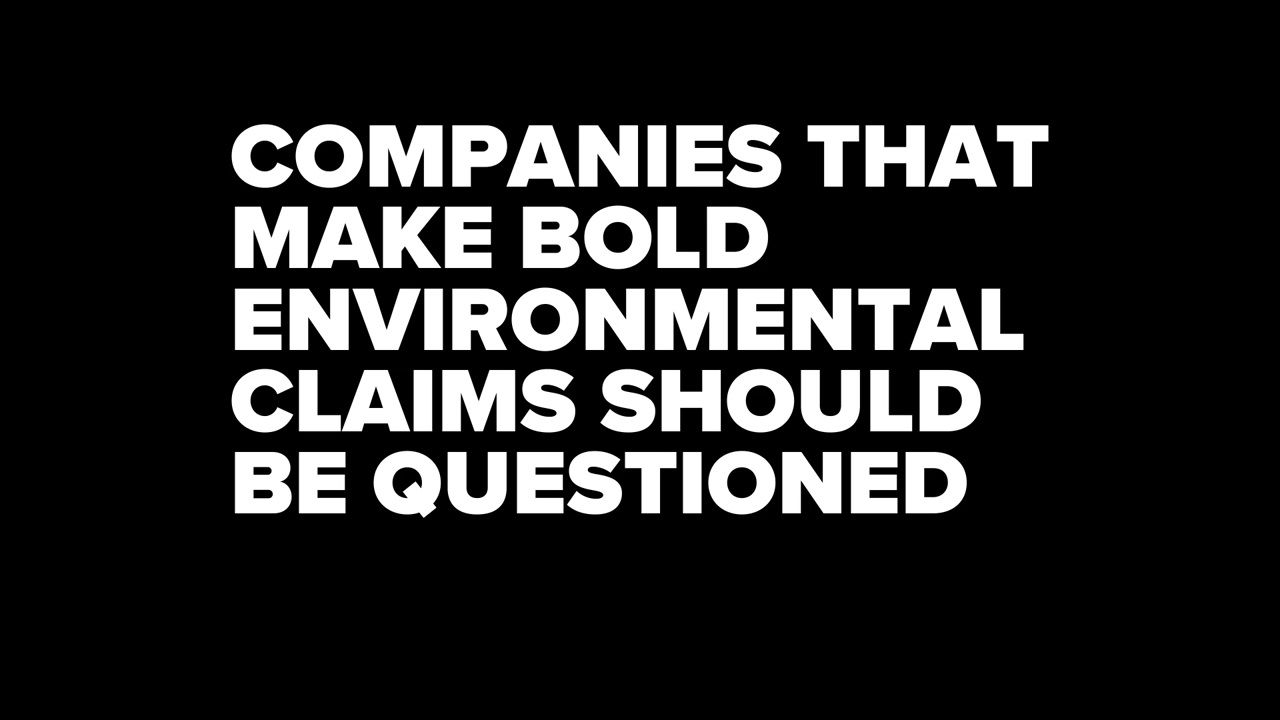 COMPANIES THAT
MAKE BOLD
ENVIRONMENTAL
CLAIMS SHOULD
BE QUESTIONED